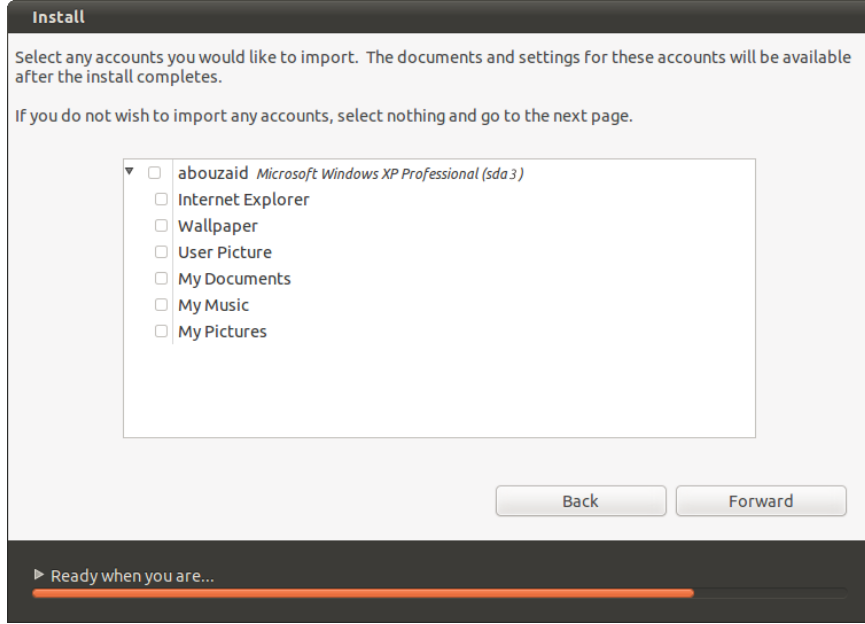 Install
Select any accounts you would like to import. The documents and settings for these accounts will be available
after the install completes.
If you do not wish to import any accounts, select nothing and go to the next page.
abouzaid Microsoft Windows XP Professional (sda3)
Internet Explorer
Wallpaper
User Picture
My Documents
My Music
My Pictures
Back Forward
Ready when you are...